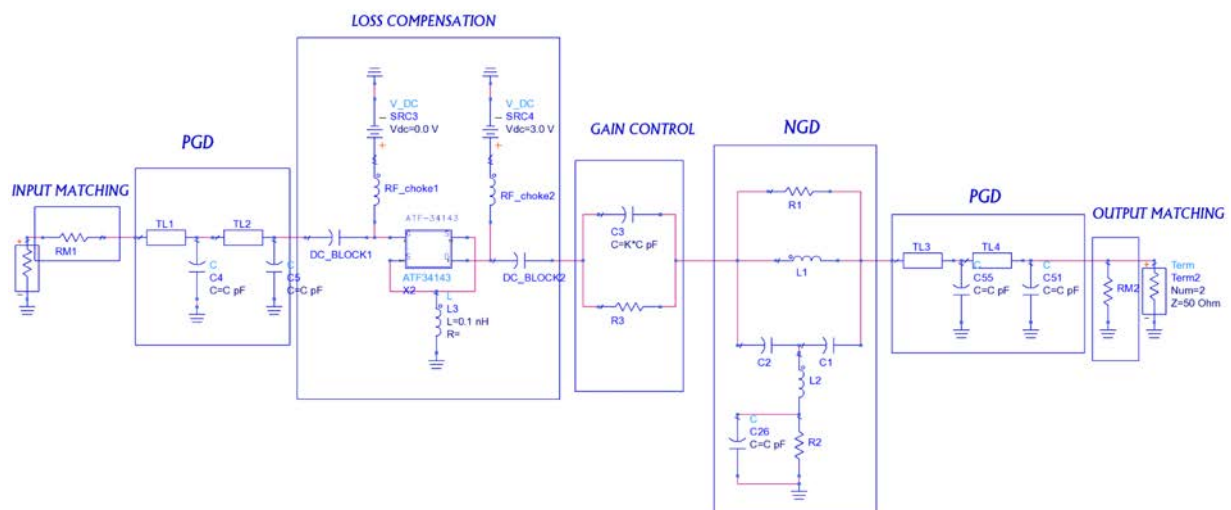 LOSS COMPENSATION
V_DC
SRC3
Vdc=0.0 V
V_DC
SRC4
Vdc=3.0 V
GAIN CONTROL
NGD
PGD
PGD
INPUT MATCHING
OUTPUT MATCHING
RF_choke1
RF_choke2
R1
RM1
TL1
TL2
C
C4
C=C pF
C
C5
C=C pF
DC_BLOCK1
ATF-34143
ATF34143
X2
DC_BLOCK2
L
L3
L=0.1 nH
R=
C3
C=K*C pF
R3
L1
C2
C1
L2
C
C26
C=C pF
R2
TL3
TL4
C
C55
C=C pF
C
C51
C=C pF
RM2
Term
Term2
Num=2
Z=50 Ohm